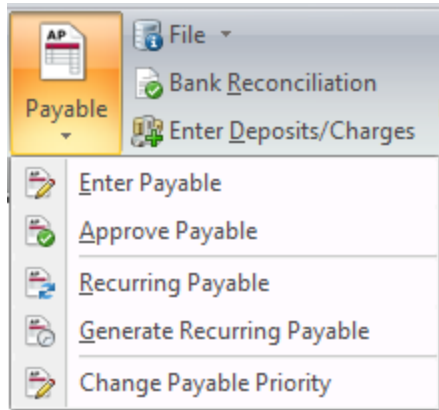 AP
File
Bank Reconciliation
Payable
Enter Deposits/Charges
Enter Payable
Approve Payable
Recurring Payable
Generate Recurring Payable
Change Payable Priority